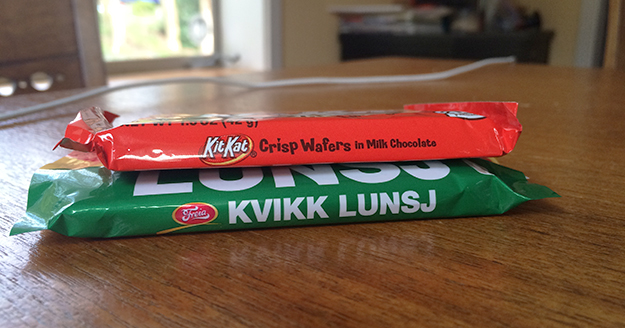 KitKat® Crisp Wafers in Milk Chocolate
LUNSJ
Freia KVIKK LUNSJ